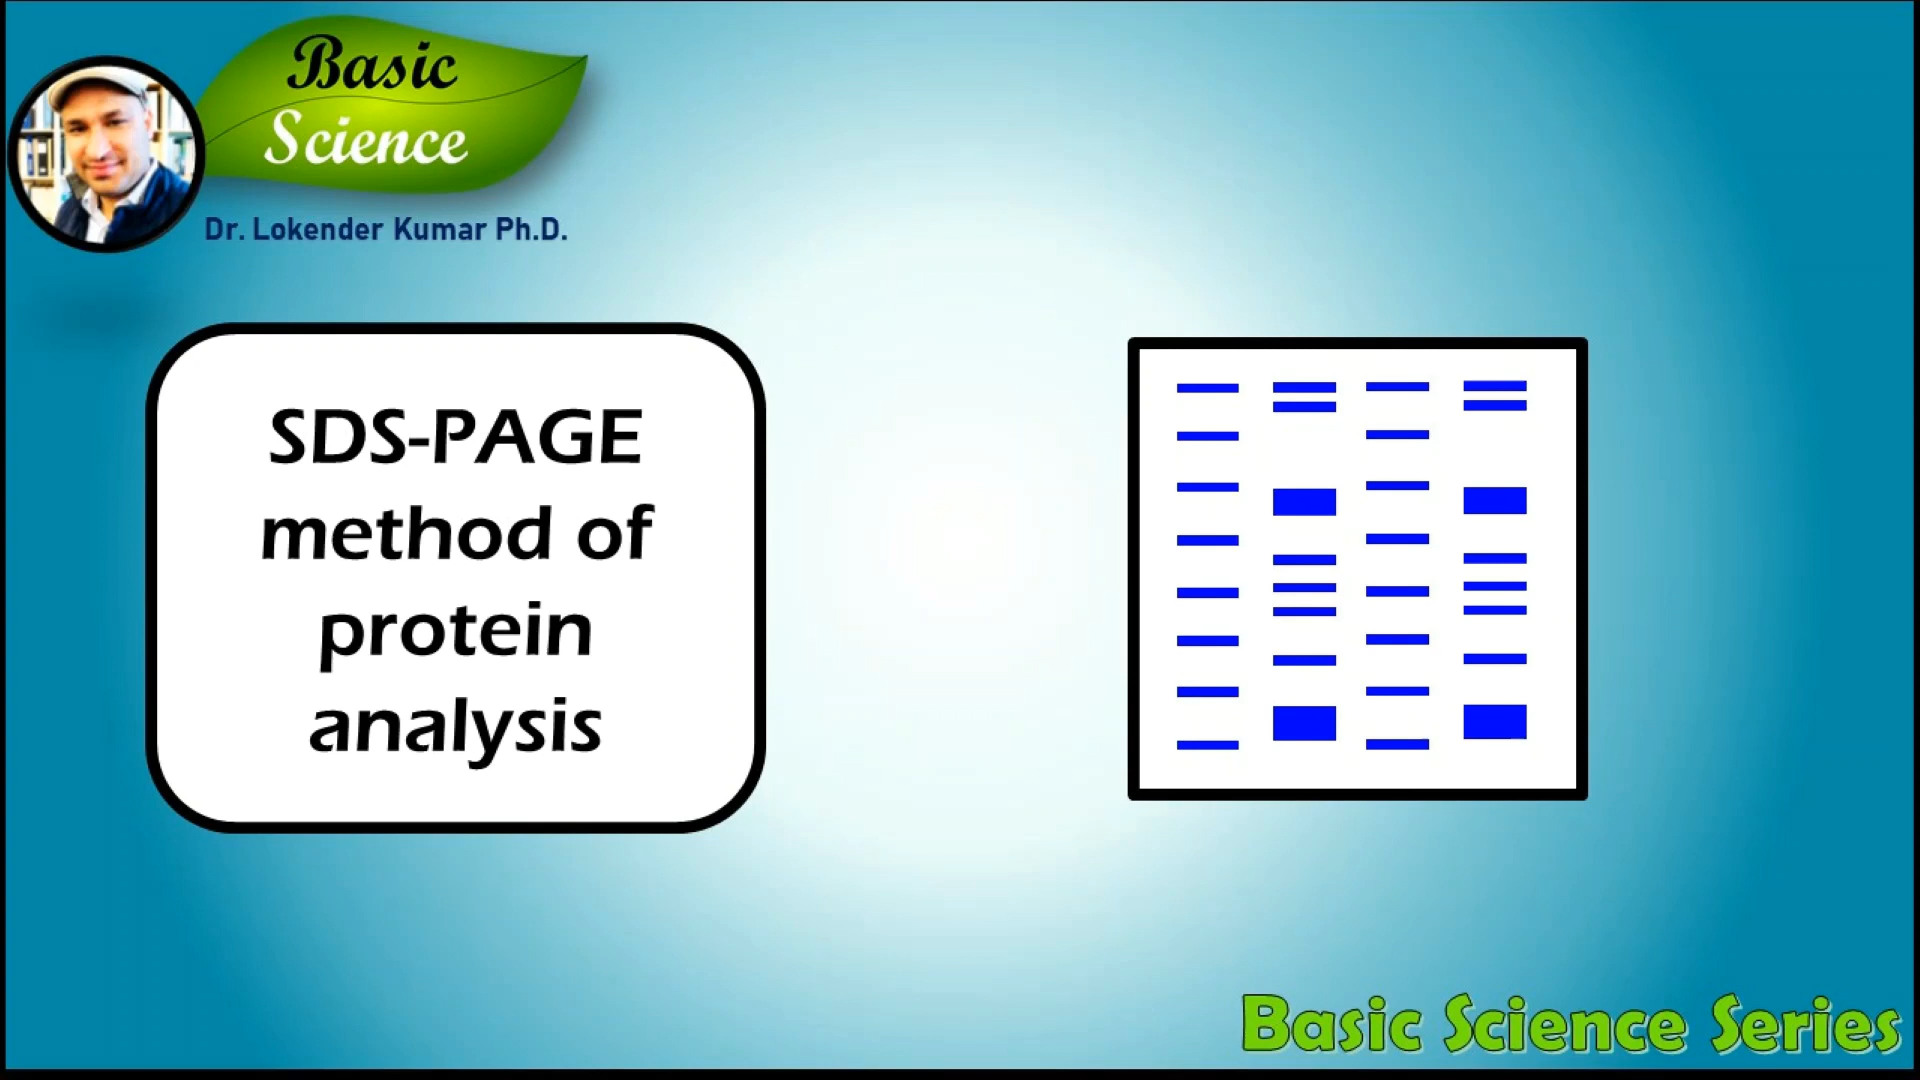 Basic
Science
Dr. Lokender Kumar Ph.D.
SDS-PAGE
method of
protein
analysis
Basic Science Series